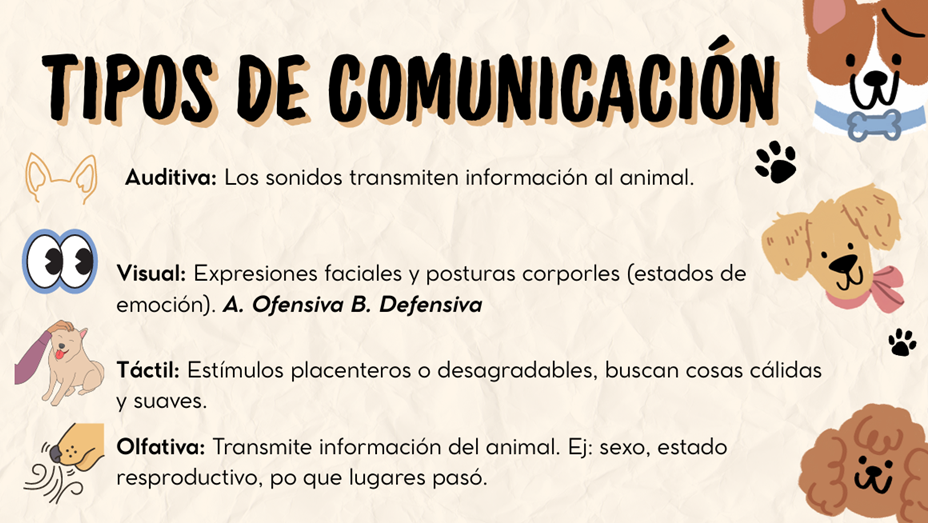 TIPOS DE COMUNICACIÓN
Auditiva: Los sonidos transmiten información al animal.
Visual: Expresiones faciales y posturas corporles (estados de
emoción). A. Ofensiva B. Defensiva
Táctil: Estímulos placenteros o desagradables, buscan cosas cálidas
y suaves.
Olfativa: Transmite información del animal. Ej: sexo, estado
resproductivo, po que lugares pasó.